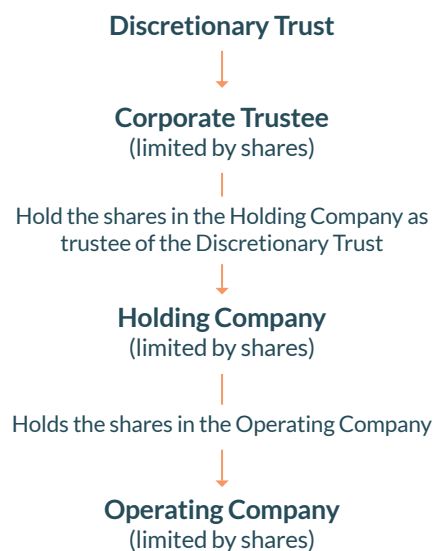 Discretionary Trust
Corporate Trustee
(limited by shares)
Hold the shares in the Holding Company as
trustee of the Discretionary Trust
Holding Company
(limited by shares)
Holds the shares in the Operating Company
Operating Company
(limited by shares)